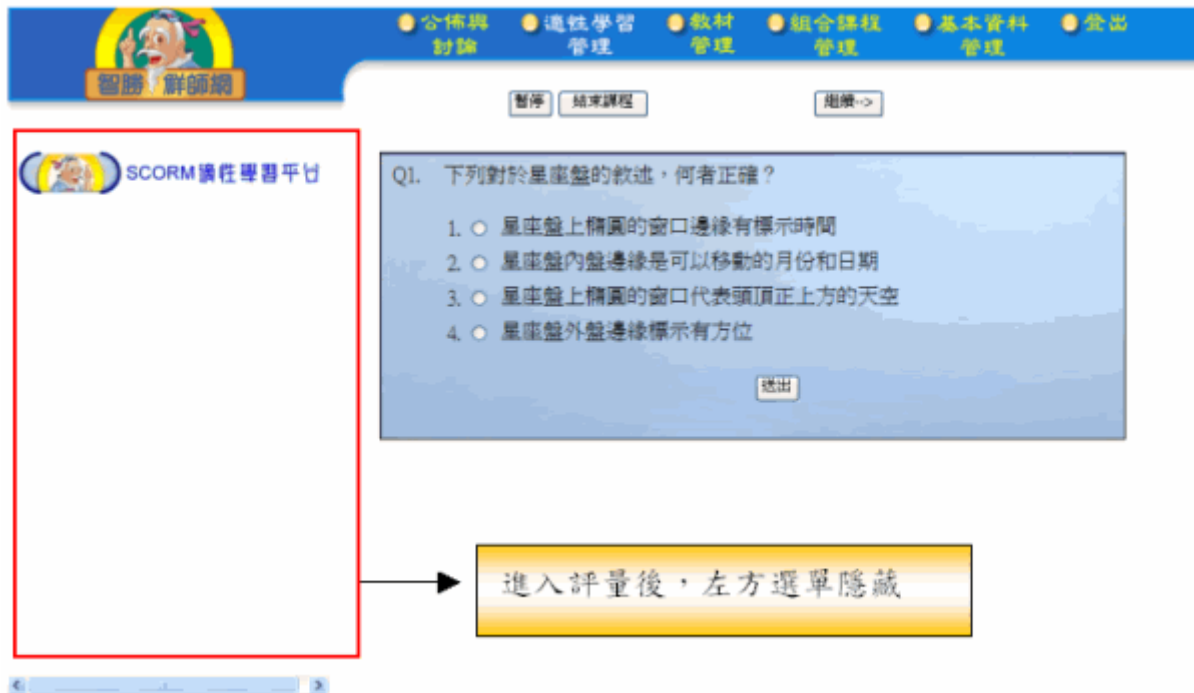 公佈與討論
適性學習管理
教材管理
組合課程管理
基本資料管理
登出
智勝鮮師網
暫停 結束課程 繼續-->
SCORM適性學習平台
Q1. 下列對於星座盤的敘述，何者正確？
1. 星座盤上橢圓的窗口邊緣有標示時間
2. 星座盤內盤邊緣是可以移動的月份和日期
3. 星座盤上橢圓的窗口代表頭頂正上方的天空
4. 星座盤外盤邊緣標示有方位
送出
進入評量後，左方選單隱藏